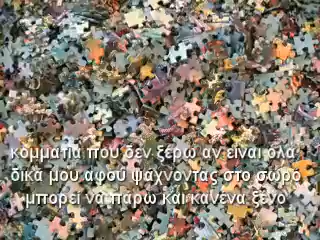 κομμάτια που δεν ξέρω αν είναι όλα
δικά μου αφού ψάχνοντας στο σωρό
μπορεί να πάρω και κανένα ξένο